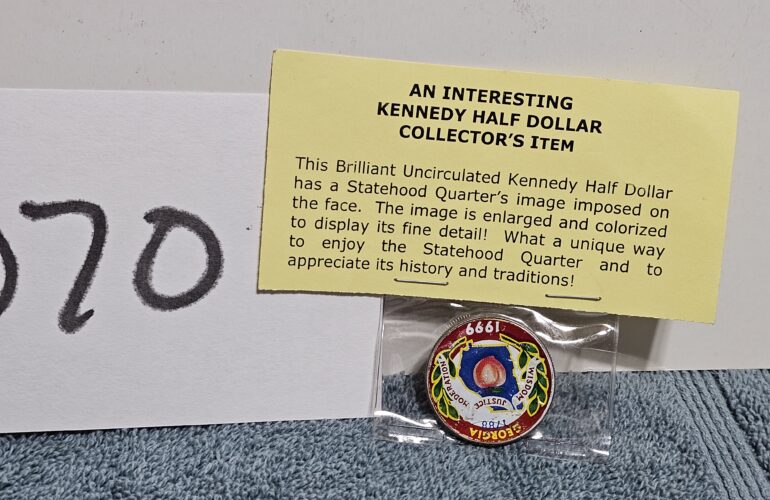 70
AN INTERESTING
KENNEDY HALF DOLLAR
COLLECTOR'S ITEM
This Brilliant Uncirculated Kennedy Half Dollar
has a Statehood Quarter's image imposed on
the face. The image is enlarged and colorized
to display its fine detail! What a unique way
to enjoy the Statehood Quarter and to
appreciate its history and traditions!
GEORGIA
1788
WISDOM
JUSTICE
MODERATION
1999